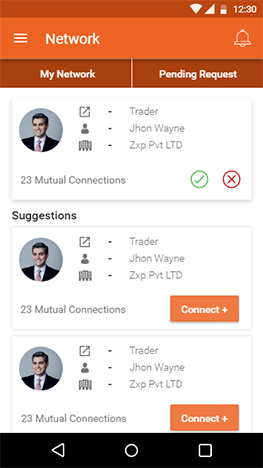 12:30
Network
My Network
Pending Request
- Trader
- Jhon Wayne
- Zxp Pvt LTD
23 Mutual Connections
Suggestions
- Trader
- Jhon Wayne
- Zxp Pvt LTD
23 Mutual Connections
Connect +
- Trader
- Jhon Wayne
- Zxp Pvt LTD
23 Mutual Connections
Connect +